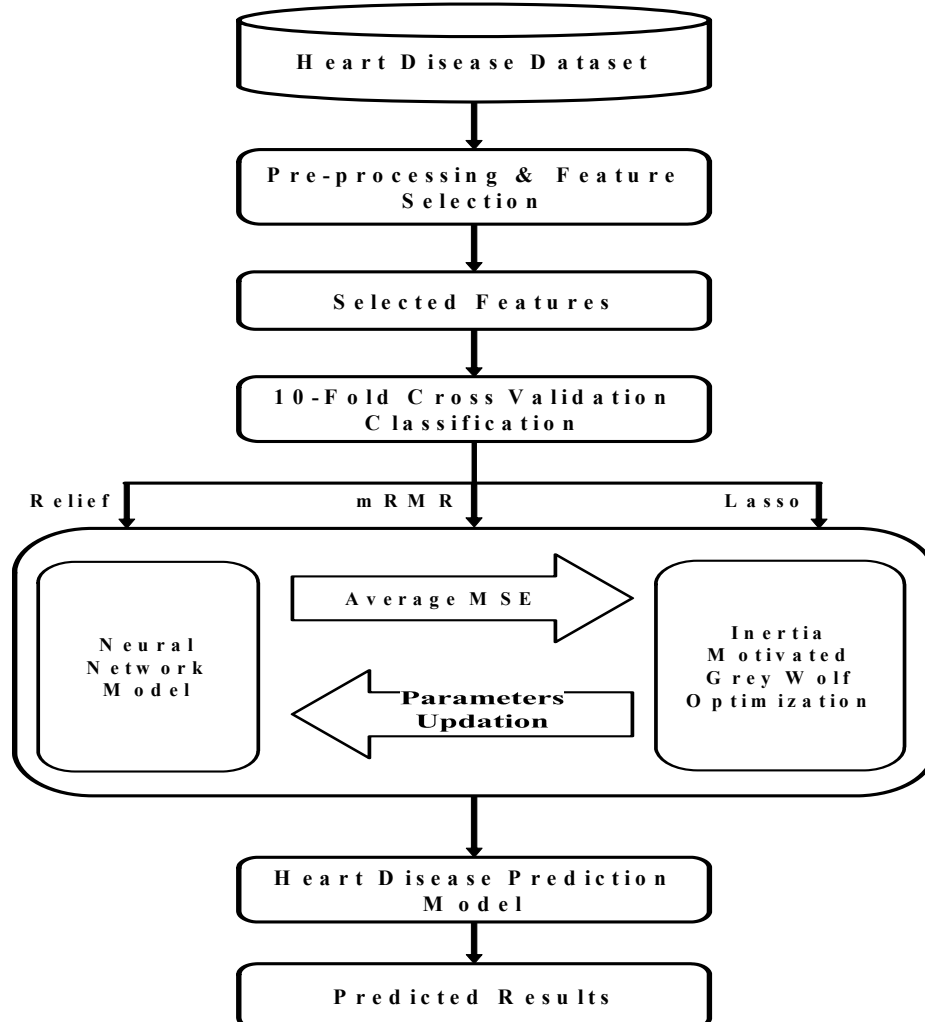 Heart Disease Dataset
Pre-processing & Feature
Selection
Selected Features
10-Fold Cross Validation
Classification
Relief
mRMR
Lasso
Average MSE
Neural
Network
Model
Inertia
Motivated
Grey Wolf
Optimization
Parameters
Updation
Heart Disease Prediction
Model
Predicted Results